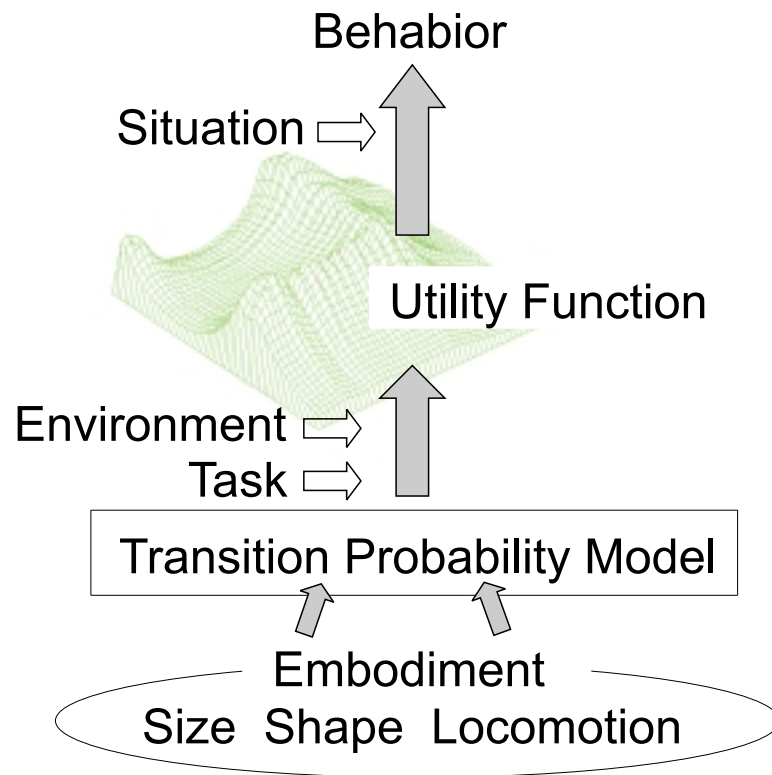 Behabior
Situation
Utility Function
Environment
Task
Transition Probability Model
Embodiment
Size Shape Locomotion